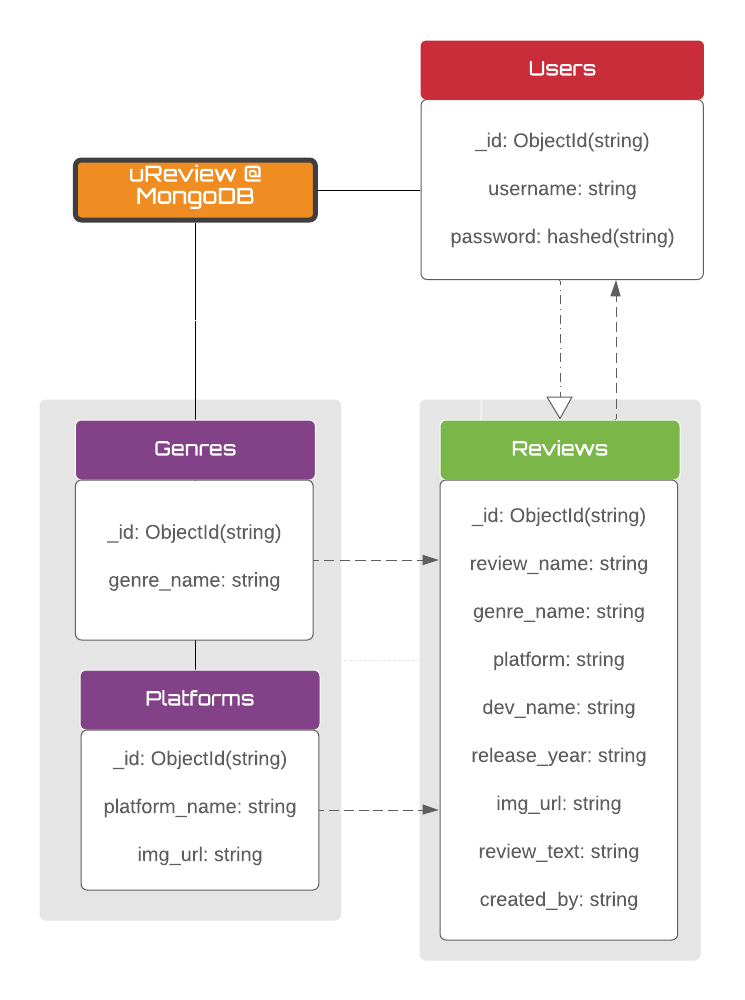 Users
_id: ObjectId(string)
username: string
password: hashed(string)
uReview @
MongoDB
Genres
_id: ObjectId(string)
genre_name: string
Platforms
_id: ObjectId(string)
platform_name: string
img_url: string
Reviews
_id: ObjectId(string)
review_name: string
genre_name: string
platform: string
dev_name: string
release_year: string
img_url: string
review_text: string
created_by: string